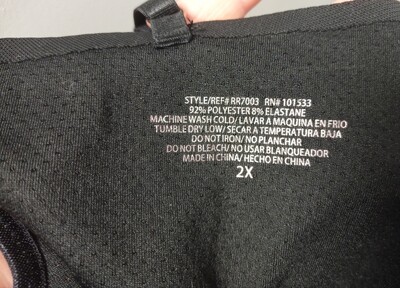 STYLE/REF# RR7003 RN# 101533
92% POLYESTER 8% ELASTANE
MACHINE WASH COLD/ LAVAR A MAQUINA EN FRIO
TUMBLE DRY LOW/ SECAR A TEMPERATURA BAJA
DO NOT IRON/ NO PLANCHAR
DO NOT BLEACH/ NO USAR BLANQUEADOR
MADE IN CHINA/ HECHO EN CHINA
2X